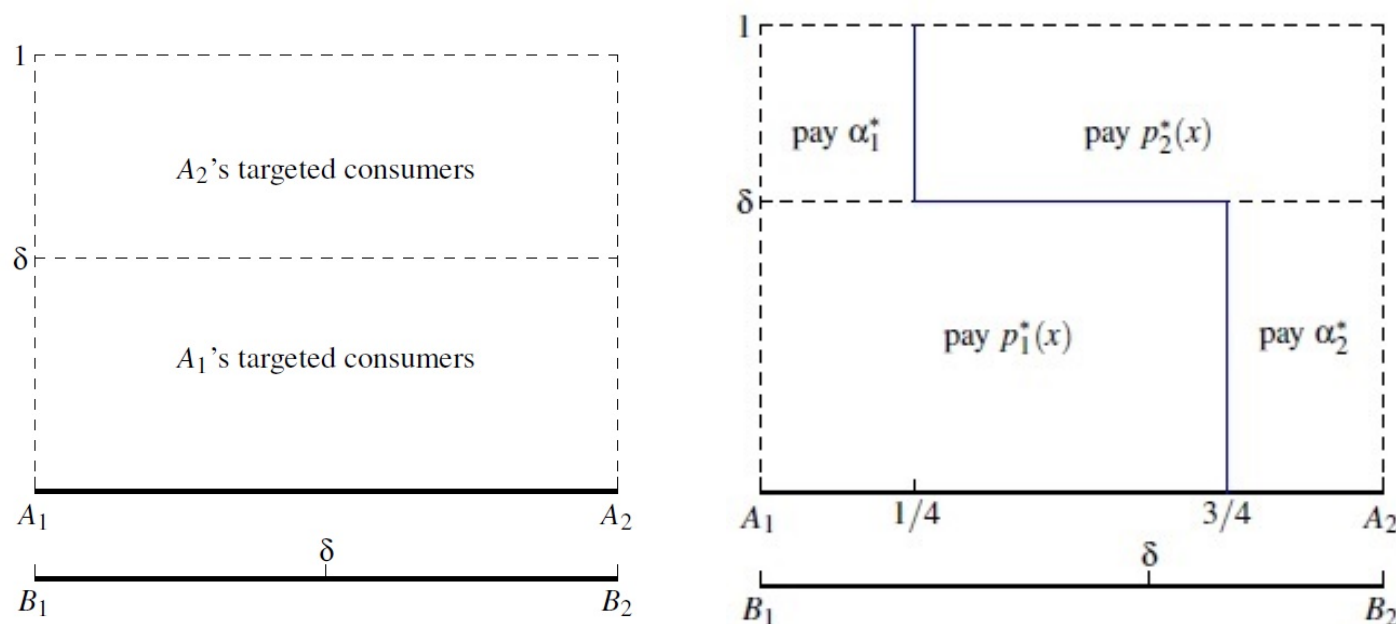 1
A₂'s targeted consumers
δ
A₁'s targeted consumers
A₁ A₂
δ
B₁ B₂
1
pay α₁* pay p₂*(x)
δ
pay p₁*(x) pay α₂*
A₁ 1/4 3/4 A₂
δ
B₁ B₂